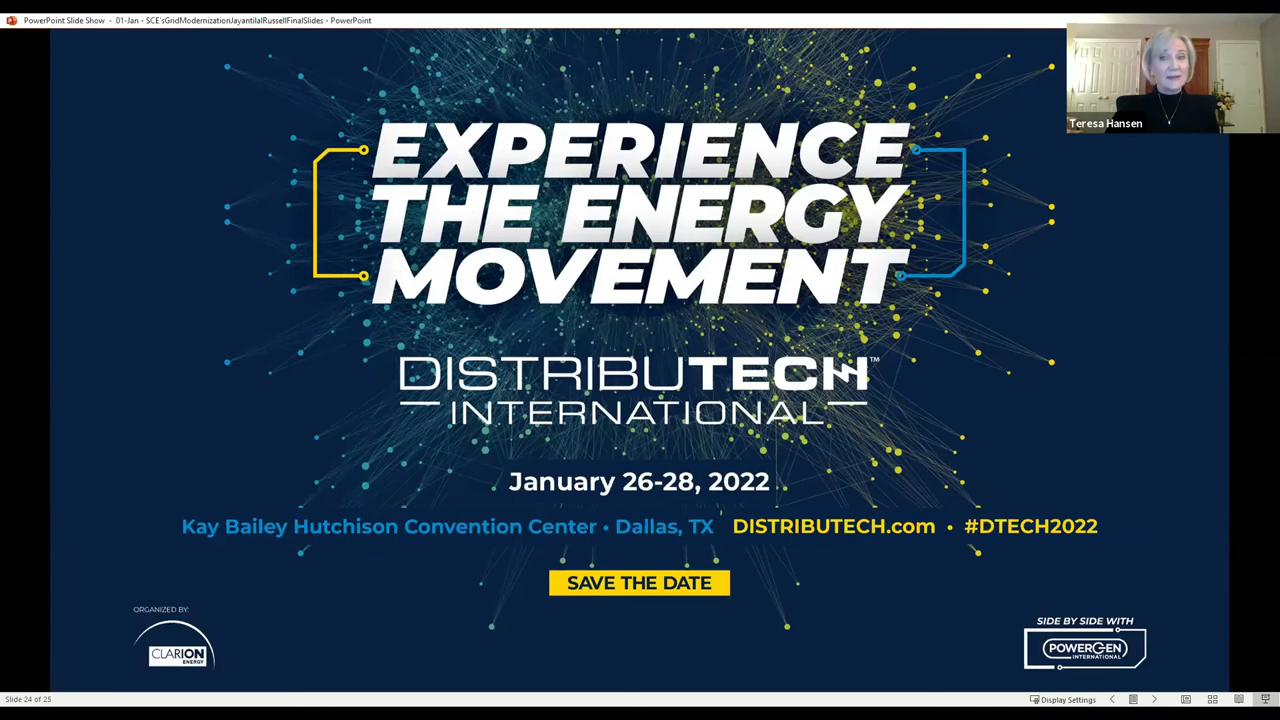 PowerPoint Slide Show - 01-Jan - SCE'sGridModernizationJayantilalRussellFinalSlides - PowerPoint
Teresa Hansen
EXPERIENCE
THE ENERGY
MOVEMENT
DISTRIBUTECH™
INTERNATIONAL
January 26-28, 2022
Kay Bailey Hutchison Convention Center • Dallas, TX DISTRIBUTECH.com • #DTECH2022
SAVE THE DATE
ORGANIZED BY:
CLARION
ENERGY
SIDE BY SIDE WITH
POWERGEN
INTERNATIONAL
Slide 24 of 25
Display Settings